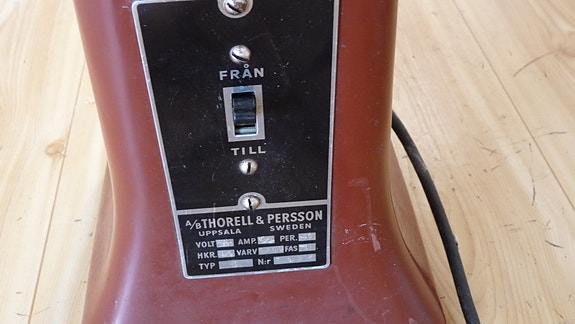 FRÅN
TILL
A/B THORELL & PERSSON
UPPSALA SWEDEN
VOLT AMP. PER.
HKR. VARV FAS
TYP N:r